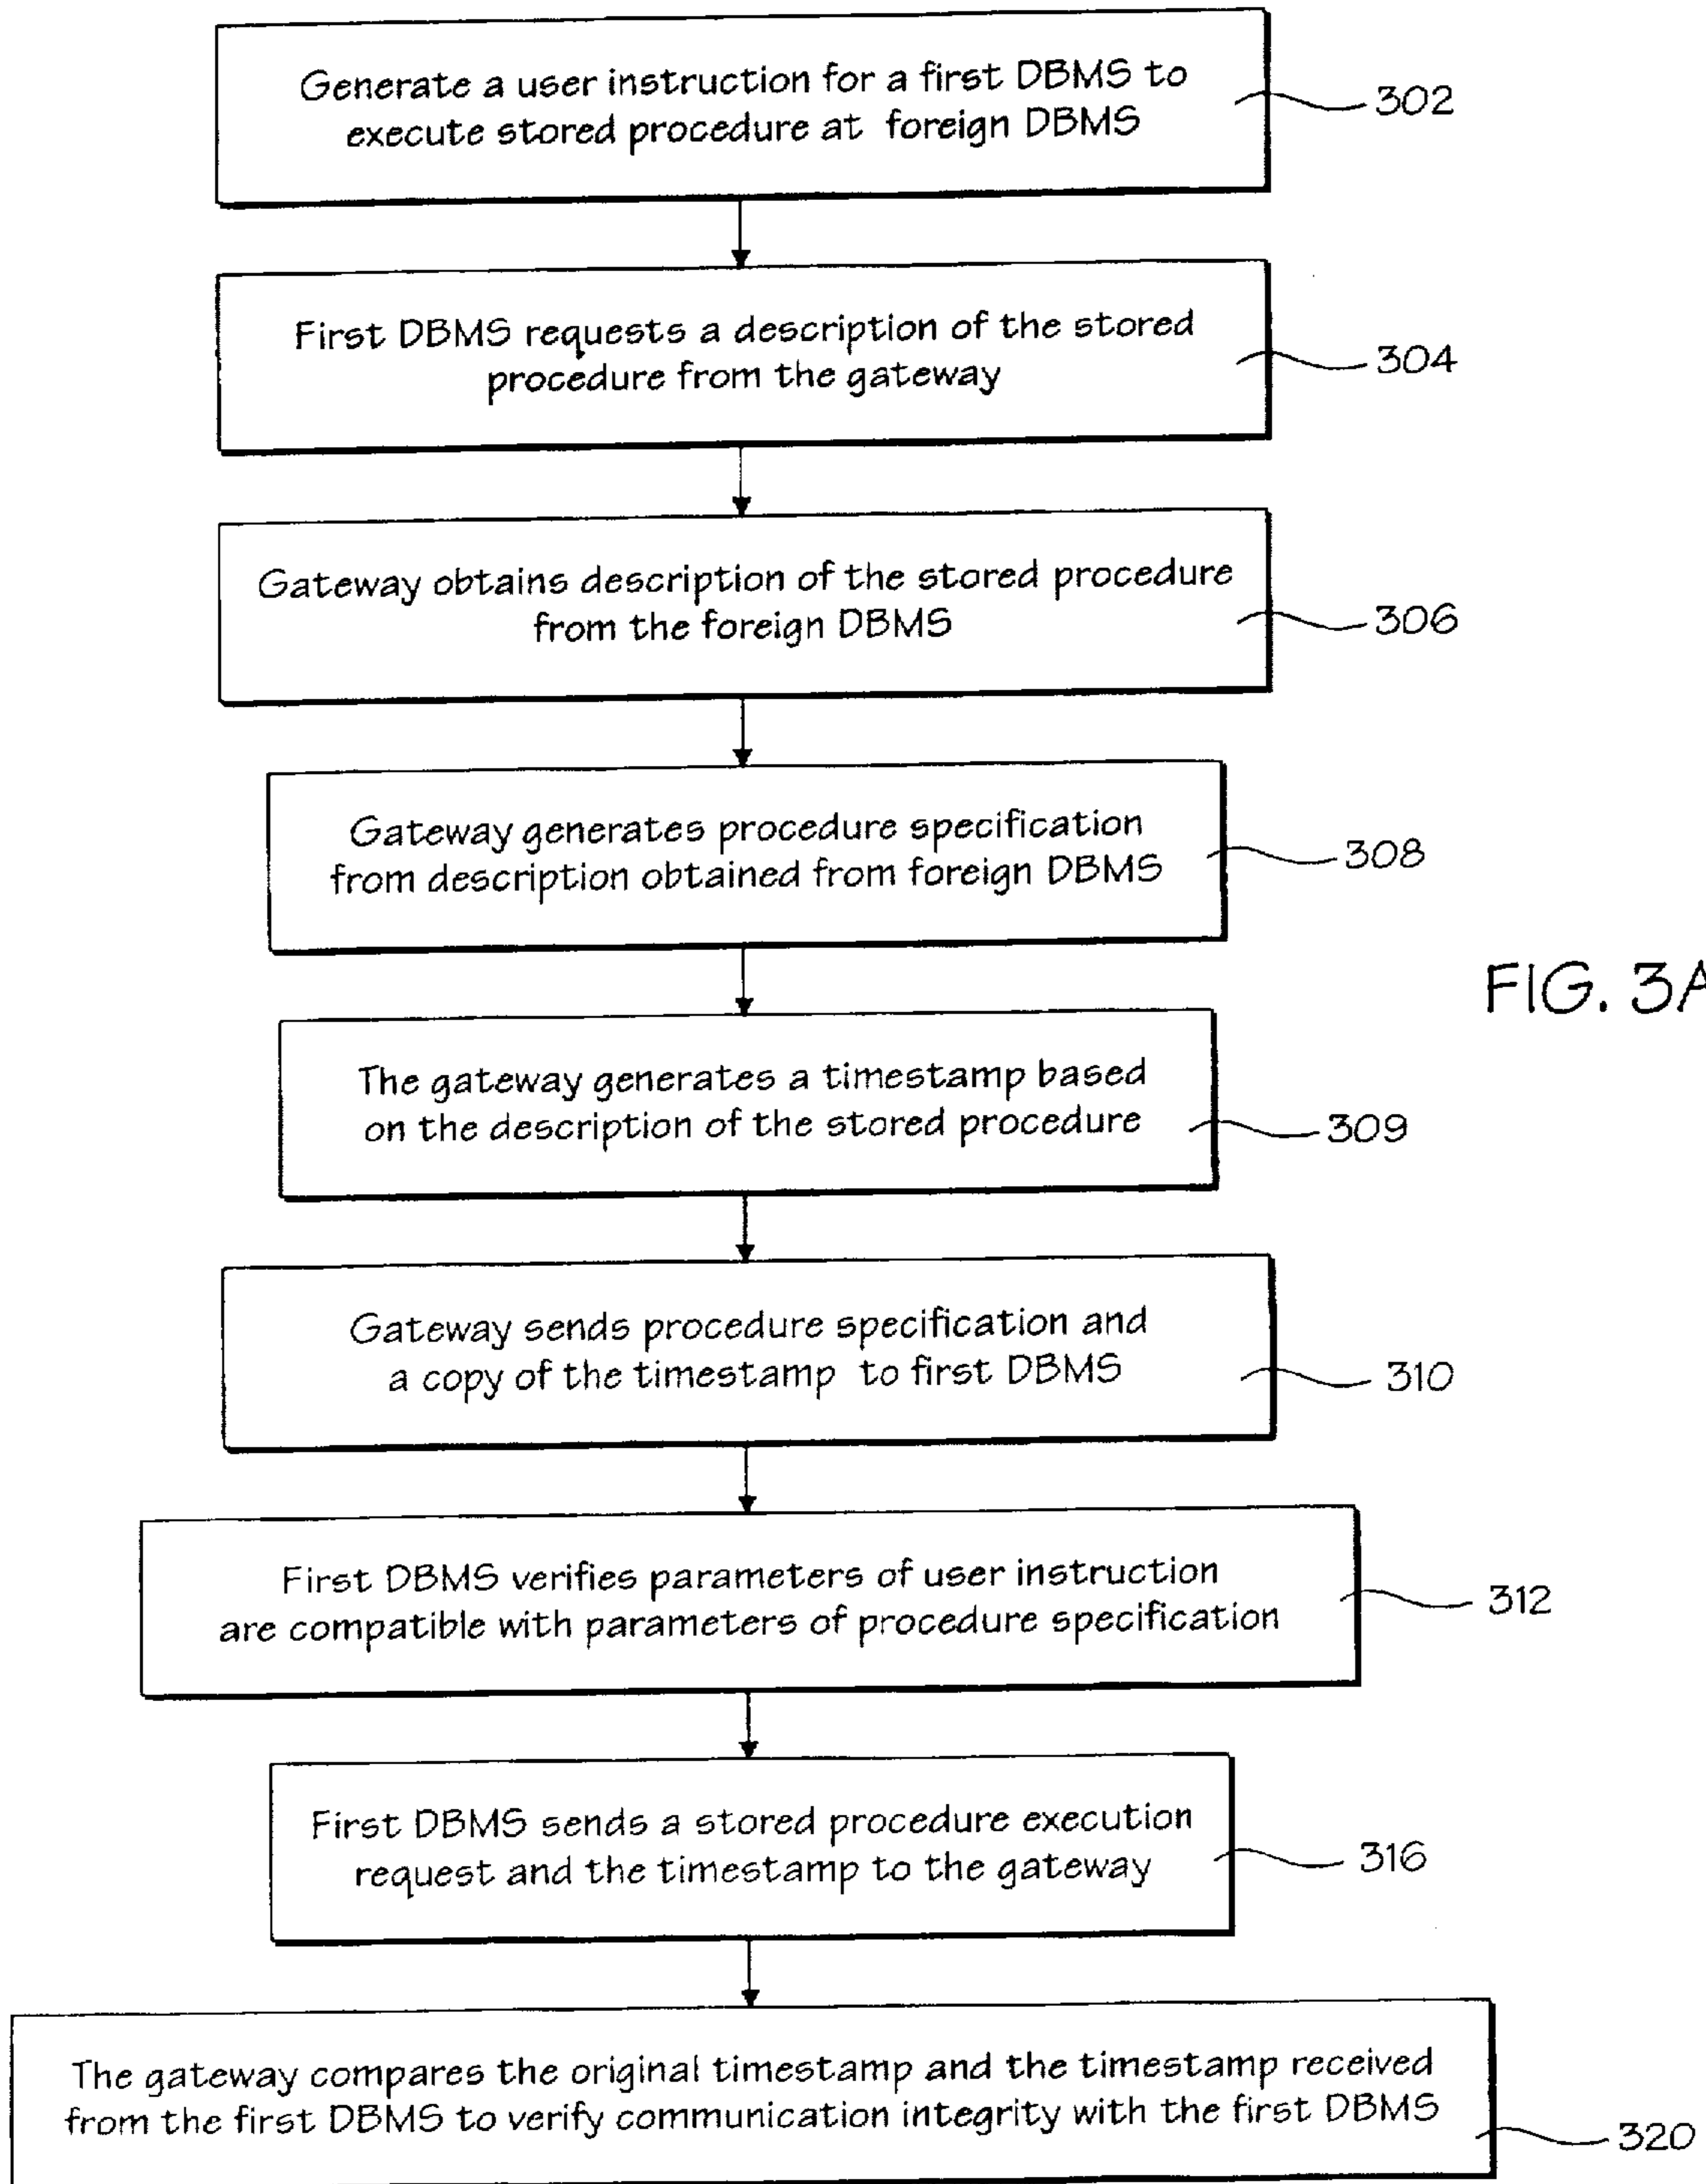 Generate a user instruction for a first DBMS to
execute stored procedure at foreign DBMS
302
First DBMS requests a description of the stored
procedure from the gateway
304
Gateway obtains description of the stored procedure
from the foreign DBMS
306
Gateway generates procedure specification
from description obtained from foreign DBMS
308
FIG. 3A
The gateway generates a timestamp based
on the description of the stored procedure
309
Gateway sends procedure specification and
a copy of the timestamp to first DBMS
310
First DBMS verifies parameters of user instruction
are compatible with parameters of procedure specification
312
First DBMS sends a stored procedure execution
request and the timestamp to the gateway
316
The gateway compares the original timestamp and the timestamp received
from the first DBMS to verify communication integrity with the first DBMS
320